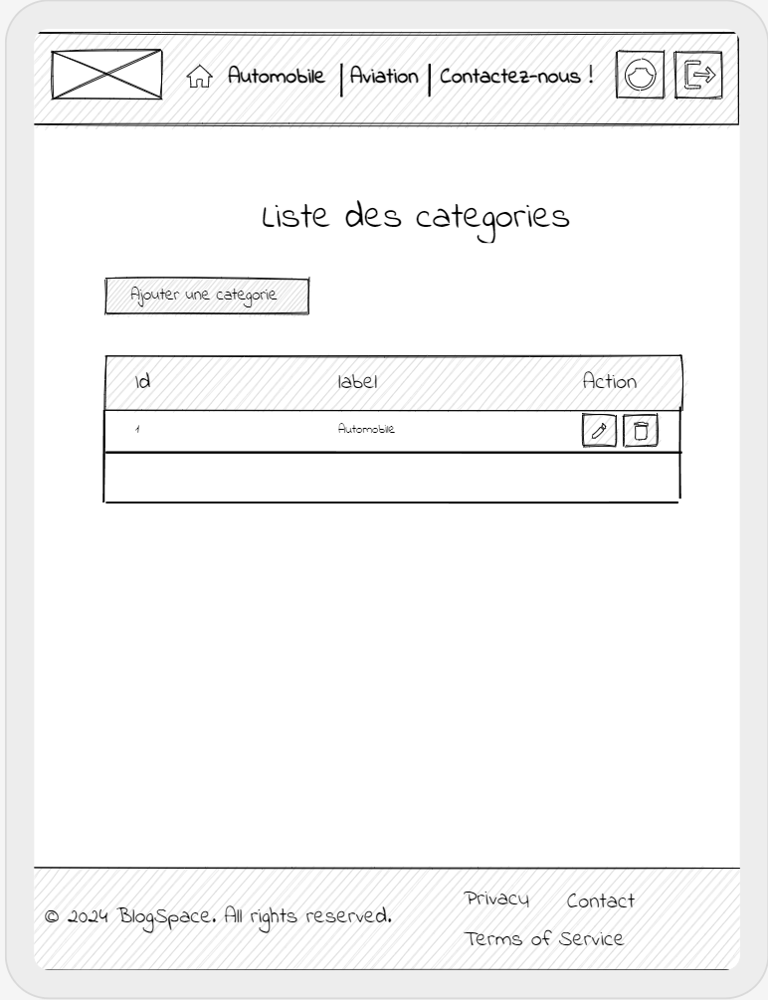 Automobile | Aviation | Contactez-nous !
Liste des categories
Ajouter une categorie
Id label Action
1 Automobile
© 2024 BlogSpace. All rights reserved.
Privacy Contact
Terms of Service